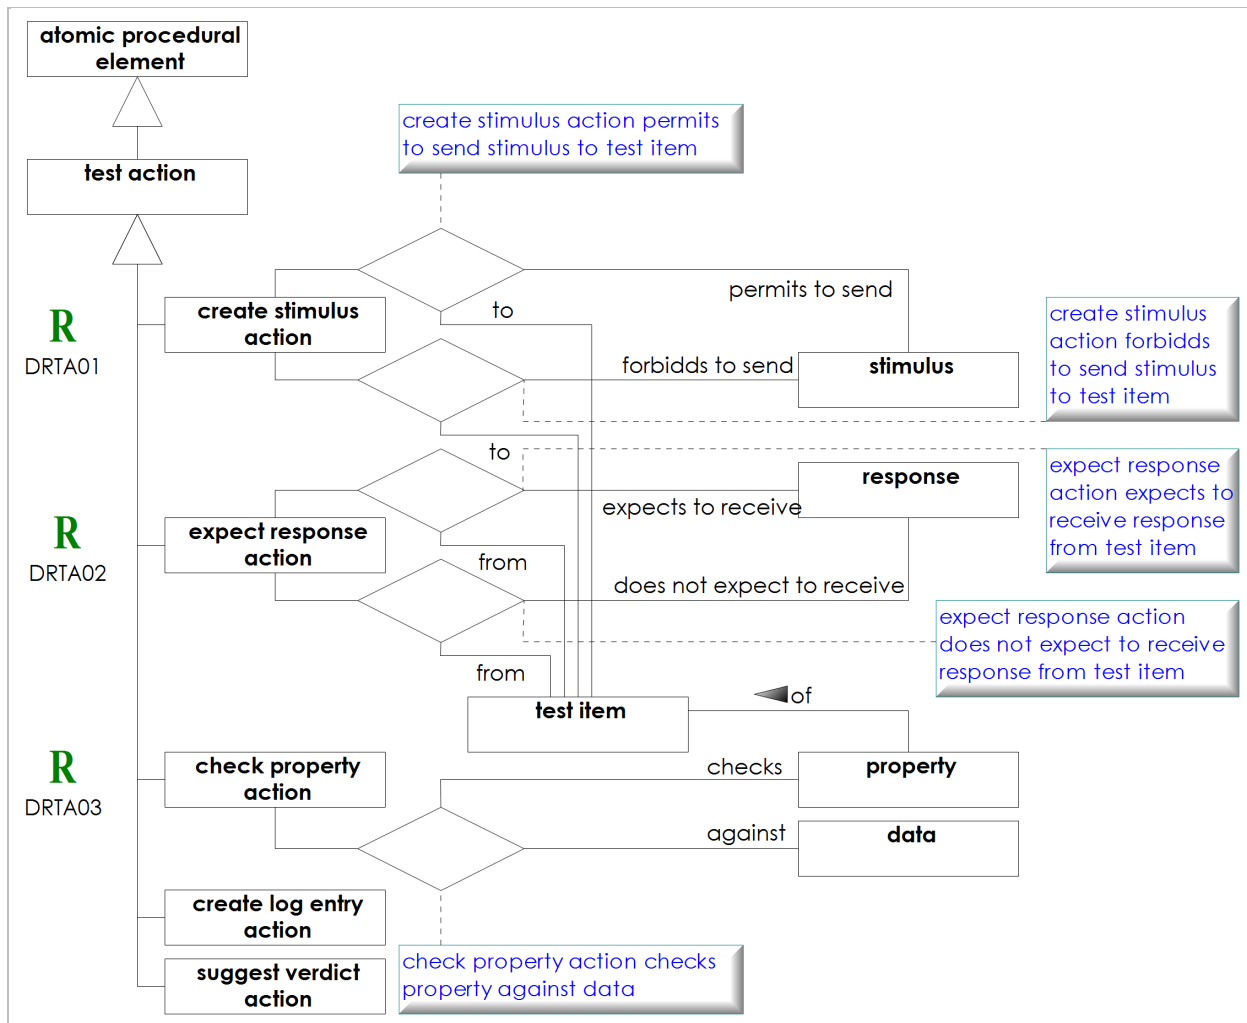 atomic procedural
element
create stimulus action permits
to send stimulus to test item
test action
permits to send
to
create stimulus
action forbidds
to send stimulus
to test item
R
DRTA01
create stimulus
action
forbidds to send
stimulus
to
expect response
action expects to
receive response
from test item
response
expects to receive
R
DRTA02
expect response
action
from
does not expect to receive
expect response action
does not expect to receive
response from test item
from
of
test item
R
DRTA03
check property
action
checks
property
against
data
create log entry
action
check property action checks
property against data
suggest verdict
action